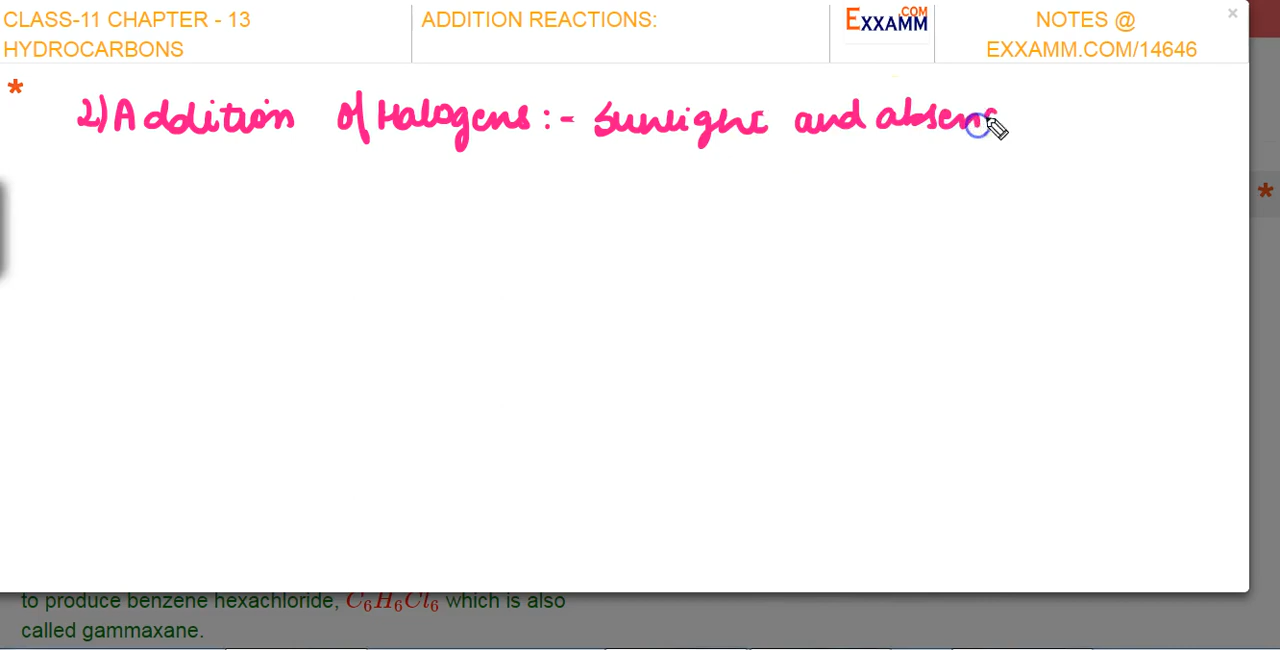 CLASS-11 CHAPTER - 13
HYDROCARBONS
ADDITION REACTIONS:
EXXAMM
.COM
NOTES @
EXXAMM.COM/14646
*
2) Addition of Halogens :- Sunlight and absenc
*
to produce benzene hexachloride, C₆H₆Cl₆ which is also
called gammaxane.